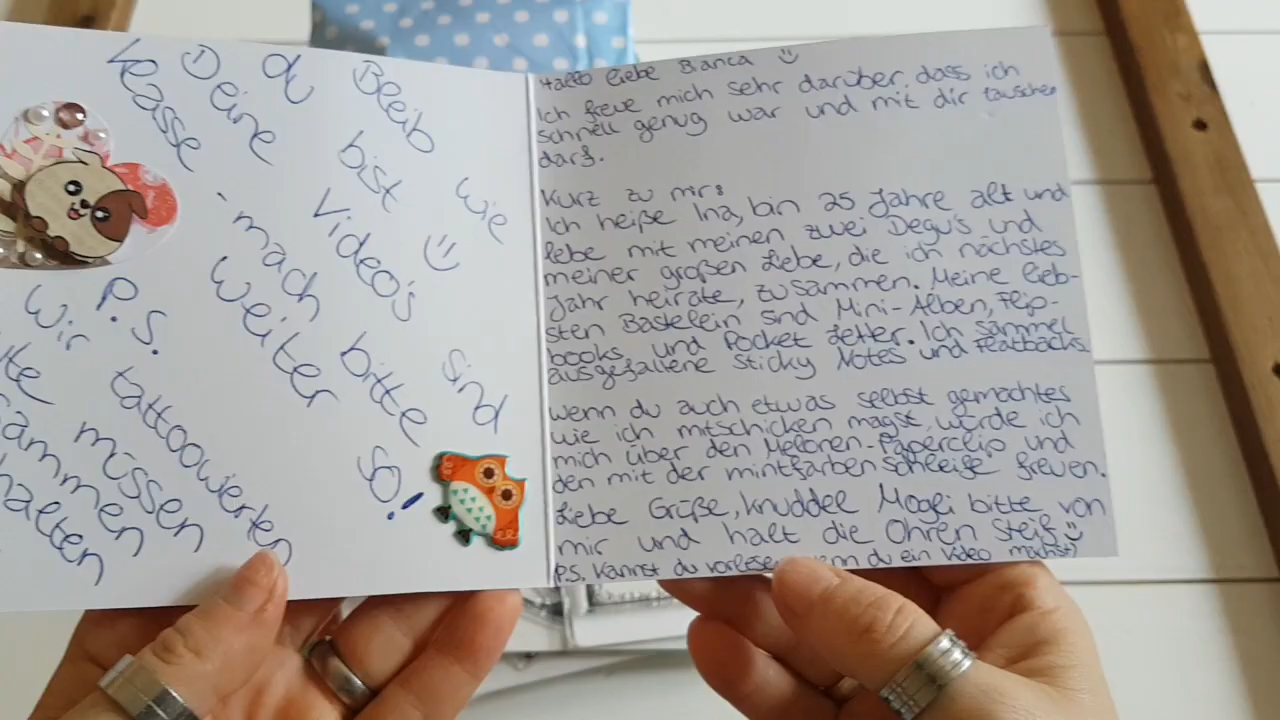 Bleib wie
du bist
Deine Video's sind
klasse - mach bitte
weiter so!
P.S.
Wir tattoowierten
müssen
halten
Hallo liebe Bianca
Ich freue mich sehr darüber, dass ich
schnell genug war und mit dir tauschen
darf.
Kurz zu mir:
Ich heiße Ina, bin 25 Jahre alt und
lebe mit meinen zwei Degu's und
meiner großen Liebe, die ich nächstes
Jahr heirate, zusammen. Meine lieb-
sten Bastelein sind Mini-Alben, Flip-
books und Pocket Letter. Ich sammel
ausgefallene Sticky Notes und Featbacks.
Wenn du auch etwas selbst gemachtes
wie ich mitschicken magst, würde ich
mich über den Melonen-Paperclip und
den mit der mintfarben Schleife freuen.
Liebe Grüße, knuddel Mogli bitte von
mir und halt die Ohren steif
P.S. Kannst du vorlesen wenn du ein Video machst)